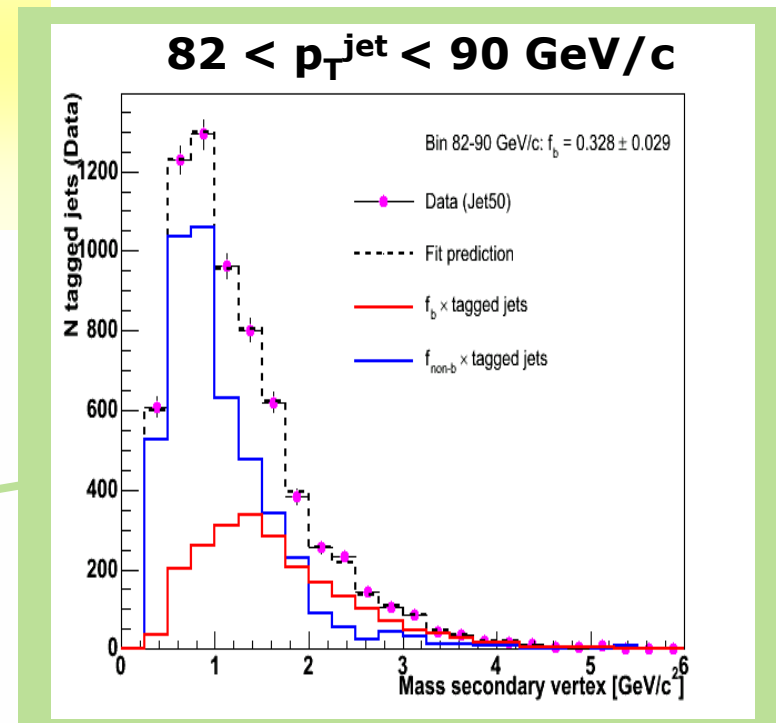 82 < p_T^jet < 90 GeV/c
N tagged jets (Data)
Bin 82-90 GeV/c: f_b = 0.328 ± 0.029
Data (Jet50)
Fit prediction
f_b × tagged jets
f_non-b × tagged jets
1200
1000
800
600
400
200
0
0 1 2 3 4 5 6
Mass secondary vertex [GeV/c²]